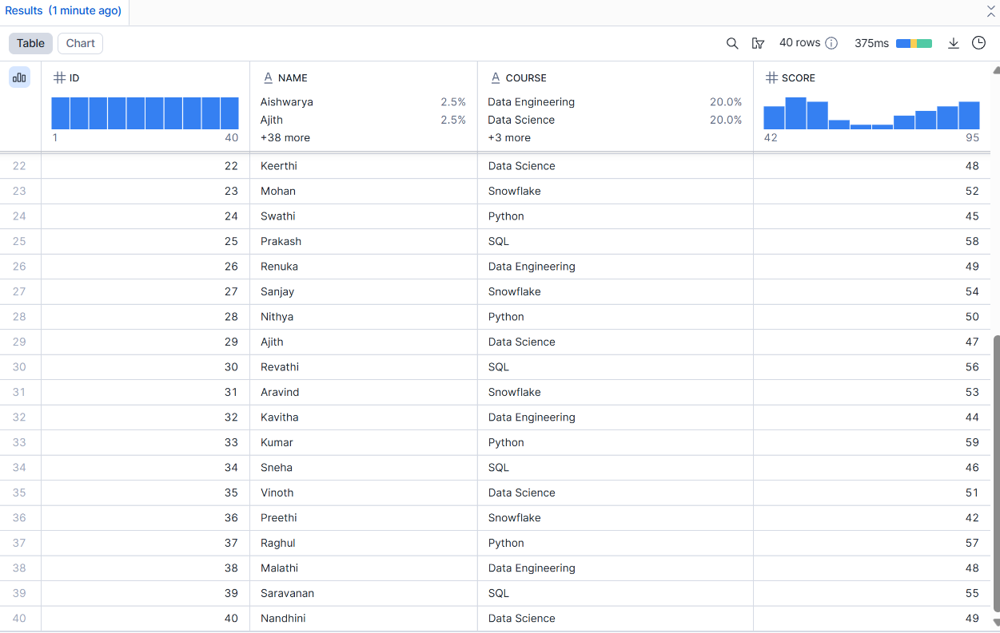 Results (1 minute ago)
Table Chart 40 rows 375ms
ID NAME COURSE SCORE
Aishwarya 2.5% Data Engineering 20.0%
Ajith 2.5% Data Science 20.0%
1 40 +38 more +3 more 42 95
22 22 Keerthi Data Science 48
23 23 Mohan Snowflake 52
24 24 Swathi Python 45
25 25 Prakash SQL 58
26 26 Renuka Data Engineering 49
27 27 Sanjay Snowflake 54
28 28 Nithya Python 50
29 29 Ajith Data Science 47
30 30 Revathi SQL 56
31 31 Aravind Snowflake 53
32 32 Kavitha Data Engineering 44
33 33 Kumar Python 59
34 34 Sneha SQL 46
35 35 Vinoth Data Science 51
36 36 Preethi Snowflake 42
37 37 Raghul Python 57
38 38 Malathi Data Engineering 48
39 39 Saravanan SQL 55
40 40 Nandhini Data Science 49